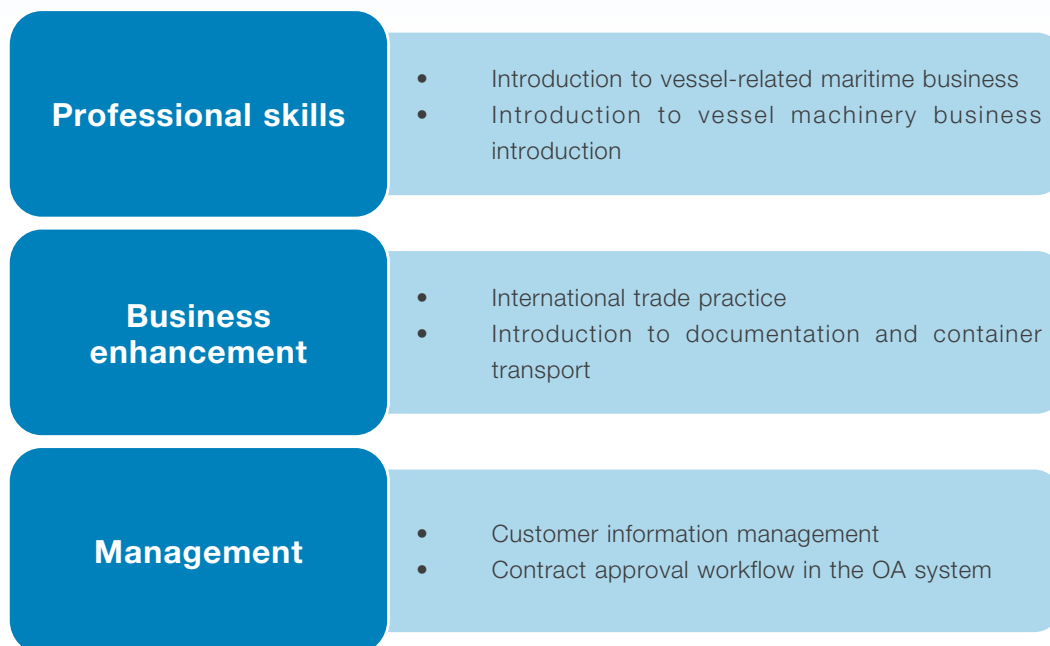 Professional skills
• Introduction to vessel-related maritime business
• Introduction to vessel machinery business
introduction
Business
enhancement
• International trade practice
• Introduction to documentation and container
transport
Management
• Customer information management
• Contract approval workflow in the OA system